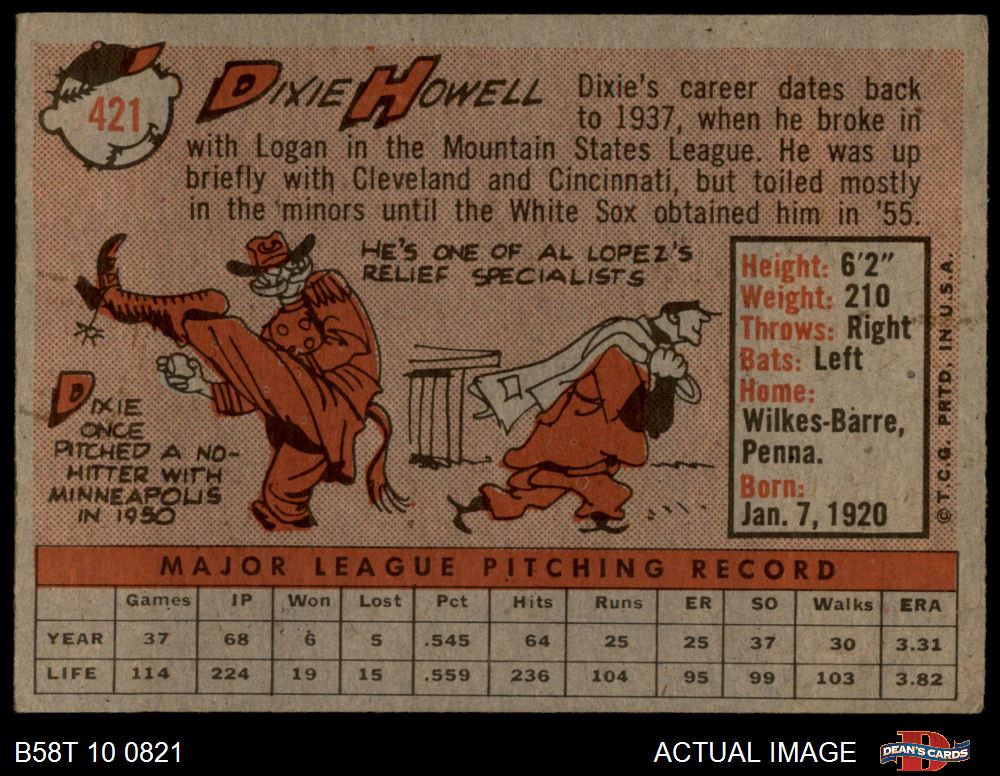 421
DIXIE HOWELL
Dixie's career dates back
to 1937, when he broke in
with Logan in the Mountain States League. He was up
briefly with Cleveland and Cincinnati, but toiled mostly
in the minors until the White Sox obtained him in '55.
HE'S ONE OF AL LOPEZ'S
RELIEF SPECIALISTS
DIXIE
ONCE
PITCHED A NO-
HITTER WITH
MINNEAPOLIS
IN 1950
C
Height: 6'2"
Weight: 210
Throws: Right
Bats: Left
Home:
Wilkes-Barre,
Penna.
Born:
Jan. 7, 1920
© T.C.G. PRTD. IN U.S.A.
MAJOR LEAGUE PITCHING RECORD
Games IP Won Lost Pct Hits Runs ER SO Walks ERA
YEAR 37 68 6 5 .545 64 25 25 37 30 3.31
LIFE 114 224 19 15 .559 236 104 95 99 103 3.82
B58T 10 0821
ACTUAL IMAGE
D
DEAN'S CARDS